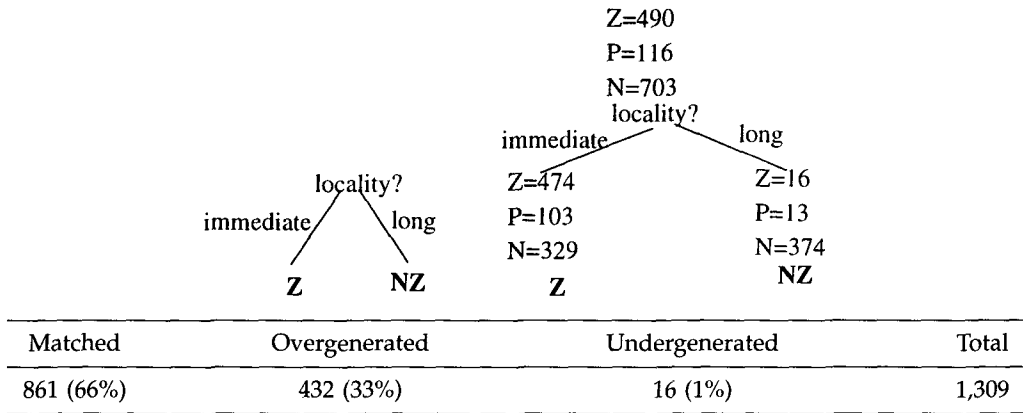 Z=490
P=116
N=703
locality?
immediate long
locality?
immediate long
Z NZ
Z=474 Z=16
P=103 P=13
N=329 N=374
Z NZ
Matched Overgenerated Undergenerated Total
861 (66%) 432 (33%) 16 (1%) 1,309